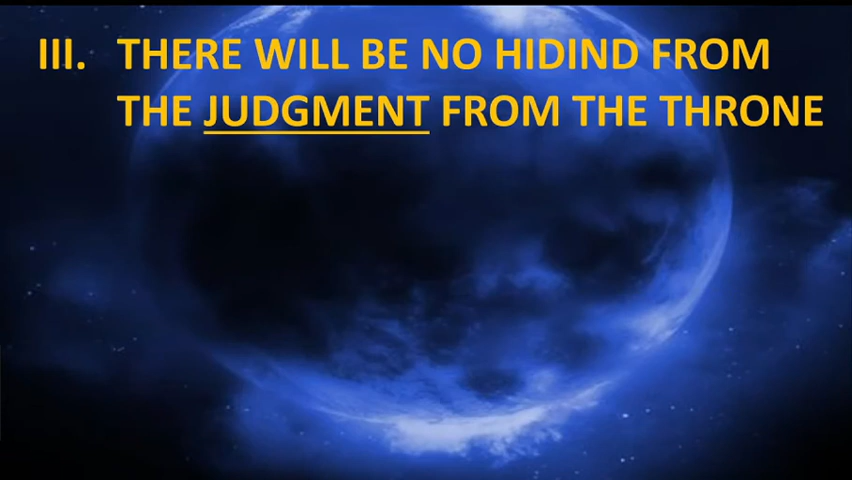 III. THERE WILL BE NO HIDIND FROM
THE JUDGMENT FROM THE THRONE